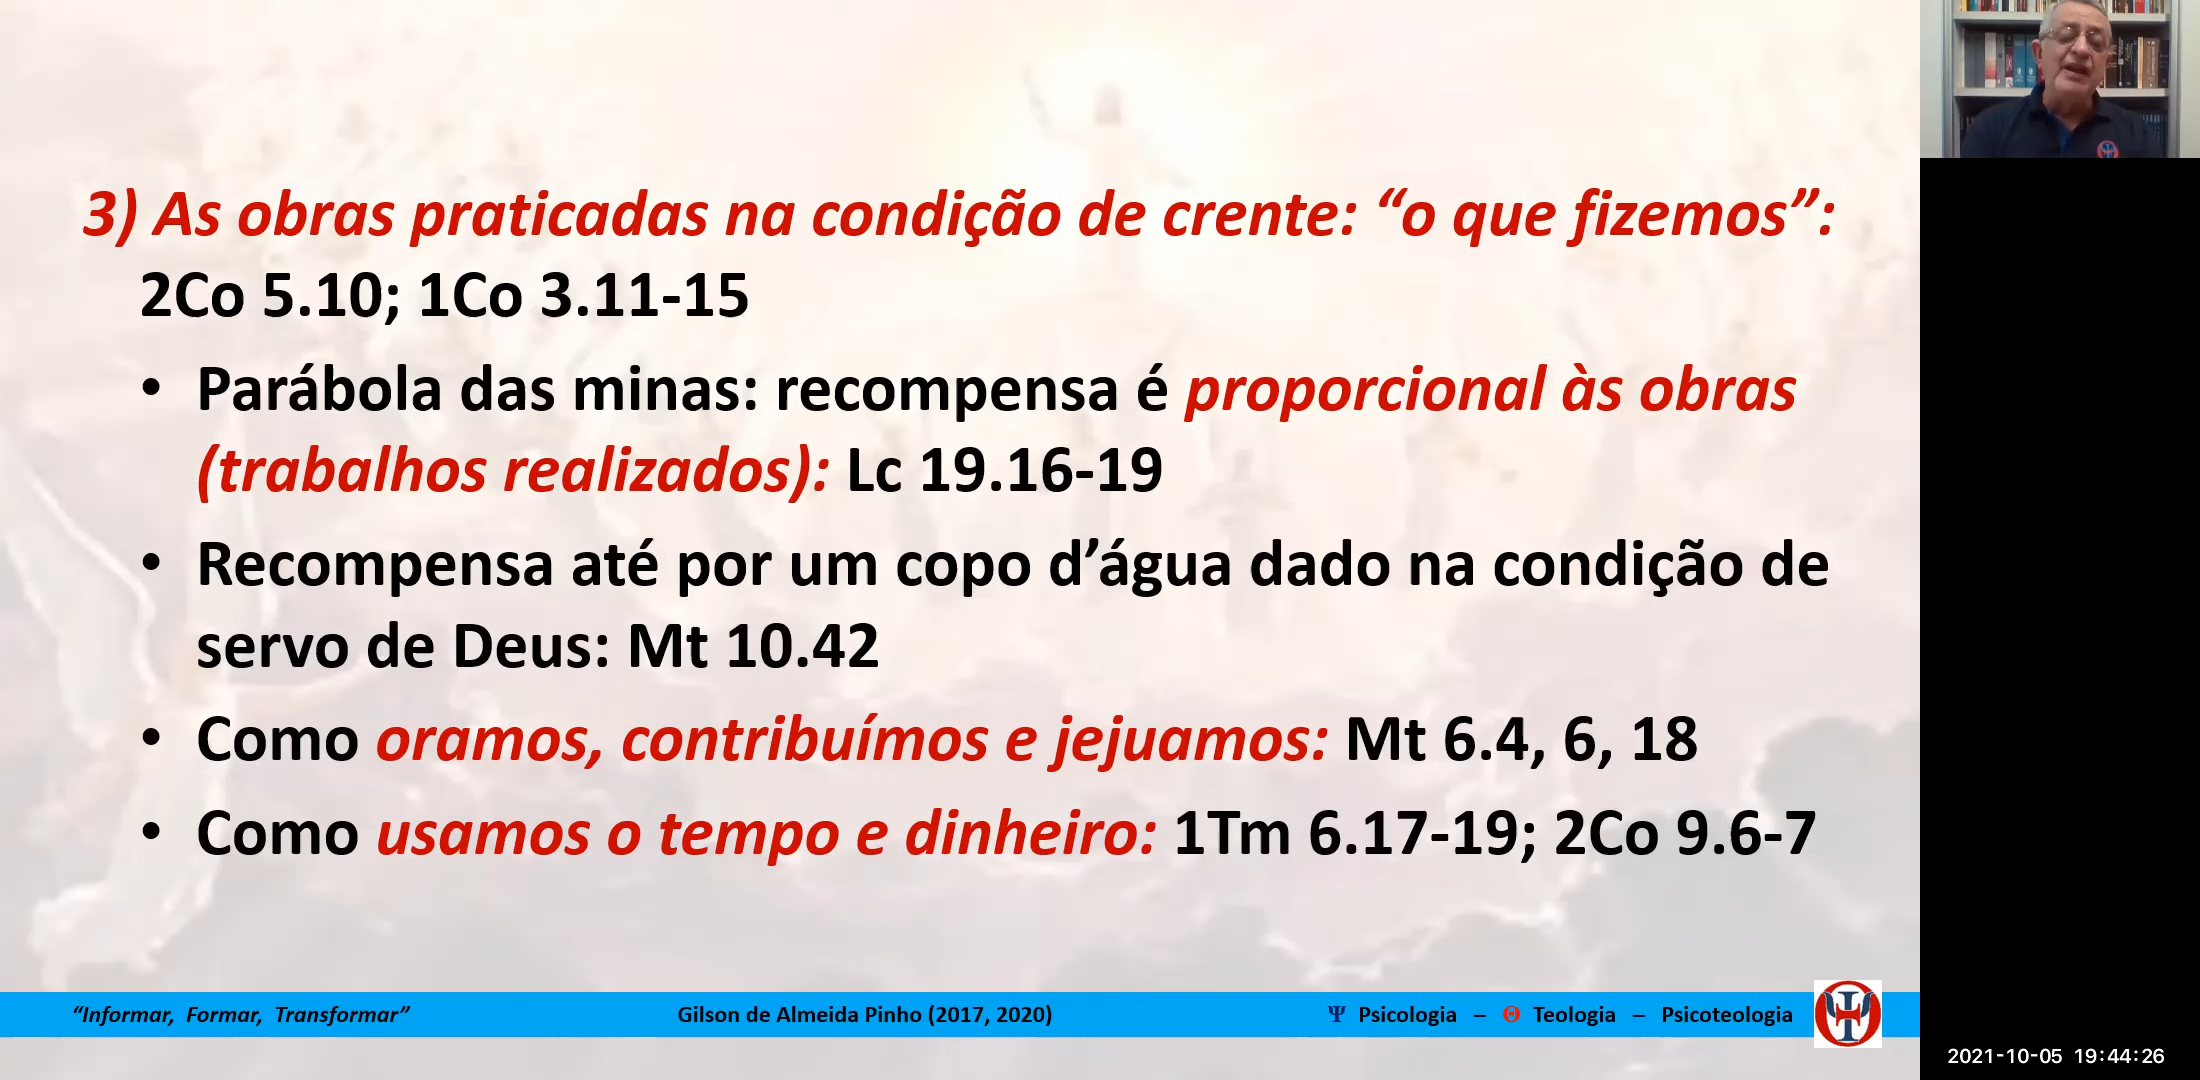 3) As obras praticadas na condição de crente: “o que fizemos”:
2Co 5.10; 1Co 3.11-15
• Parábola das minas: recompensa é proporcional às obras
(trabalhos realizados): Lc 19.16-19
• Recompensa até por um copo d’água dado na condição de
servo de Deus: Mt 10.42
• Como oramos, contribuímos e jejuamos: Mt 6.4, 6, 18
• Como usamos o tempo e dinheiro: 1Tm 6.17-19; 2Co 9.6-7
“Informar, Formar, Transformar” Gilson de Almeida Pinho (2017, 2020) Ψ Psicologia – Θ Teologia – Psicoteologia
2021-10-05 19:44:26